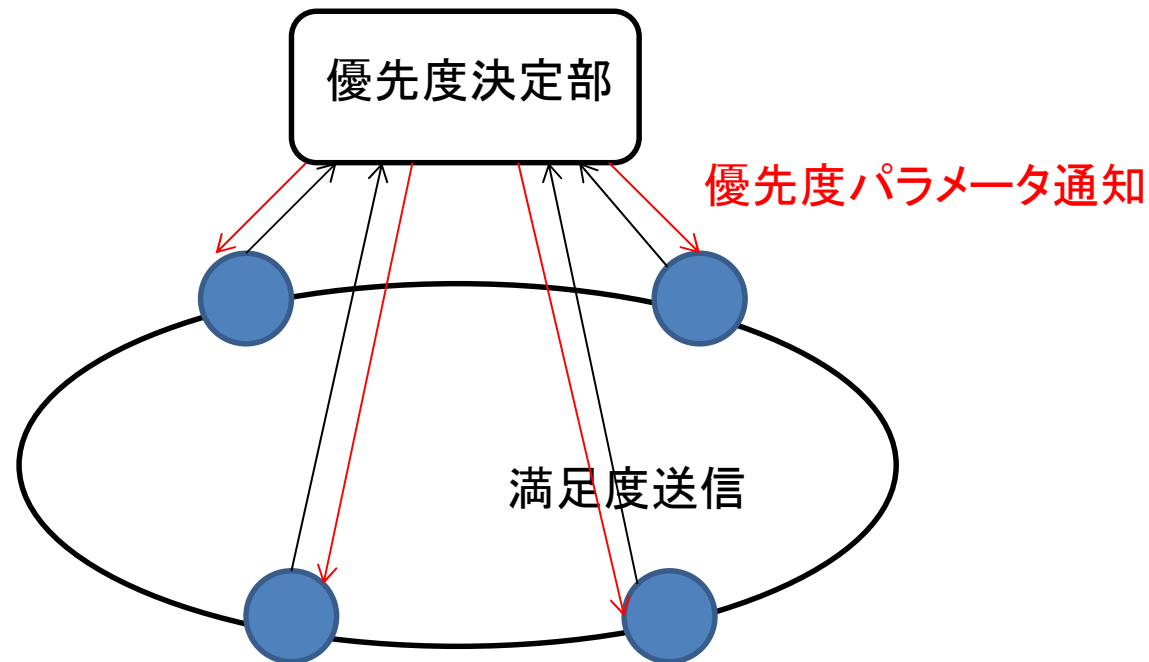 優先度決定部
優先度パラメータ通知
満足度送信